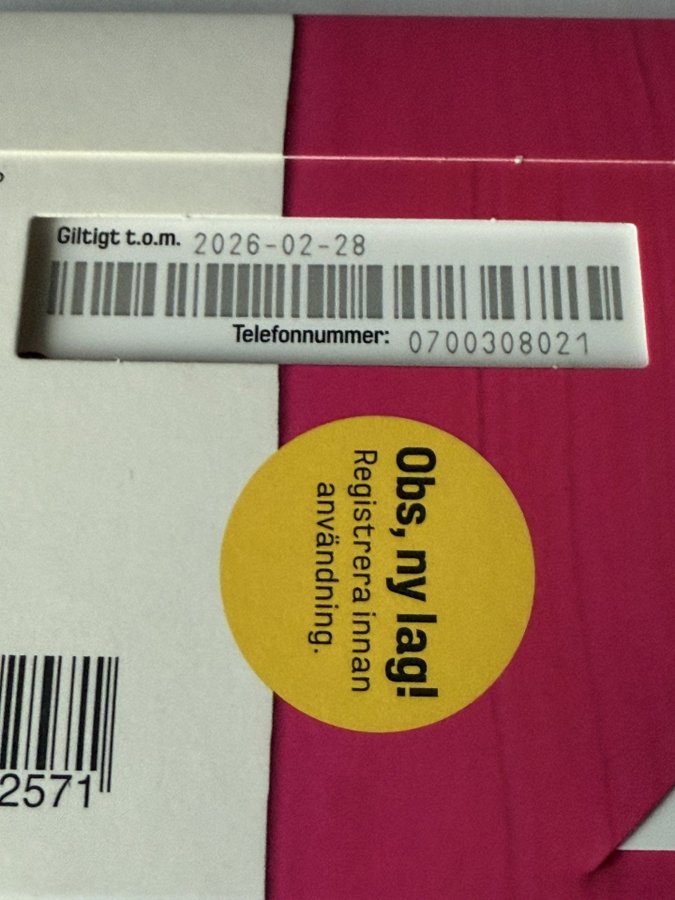 Giltigt t.o.m. 2026-02-28
Telefonnummer: 0700308021
Obs, ny lag!
Registrera innan
användning.
2571